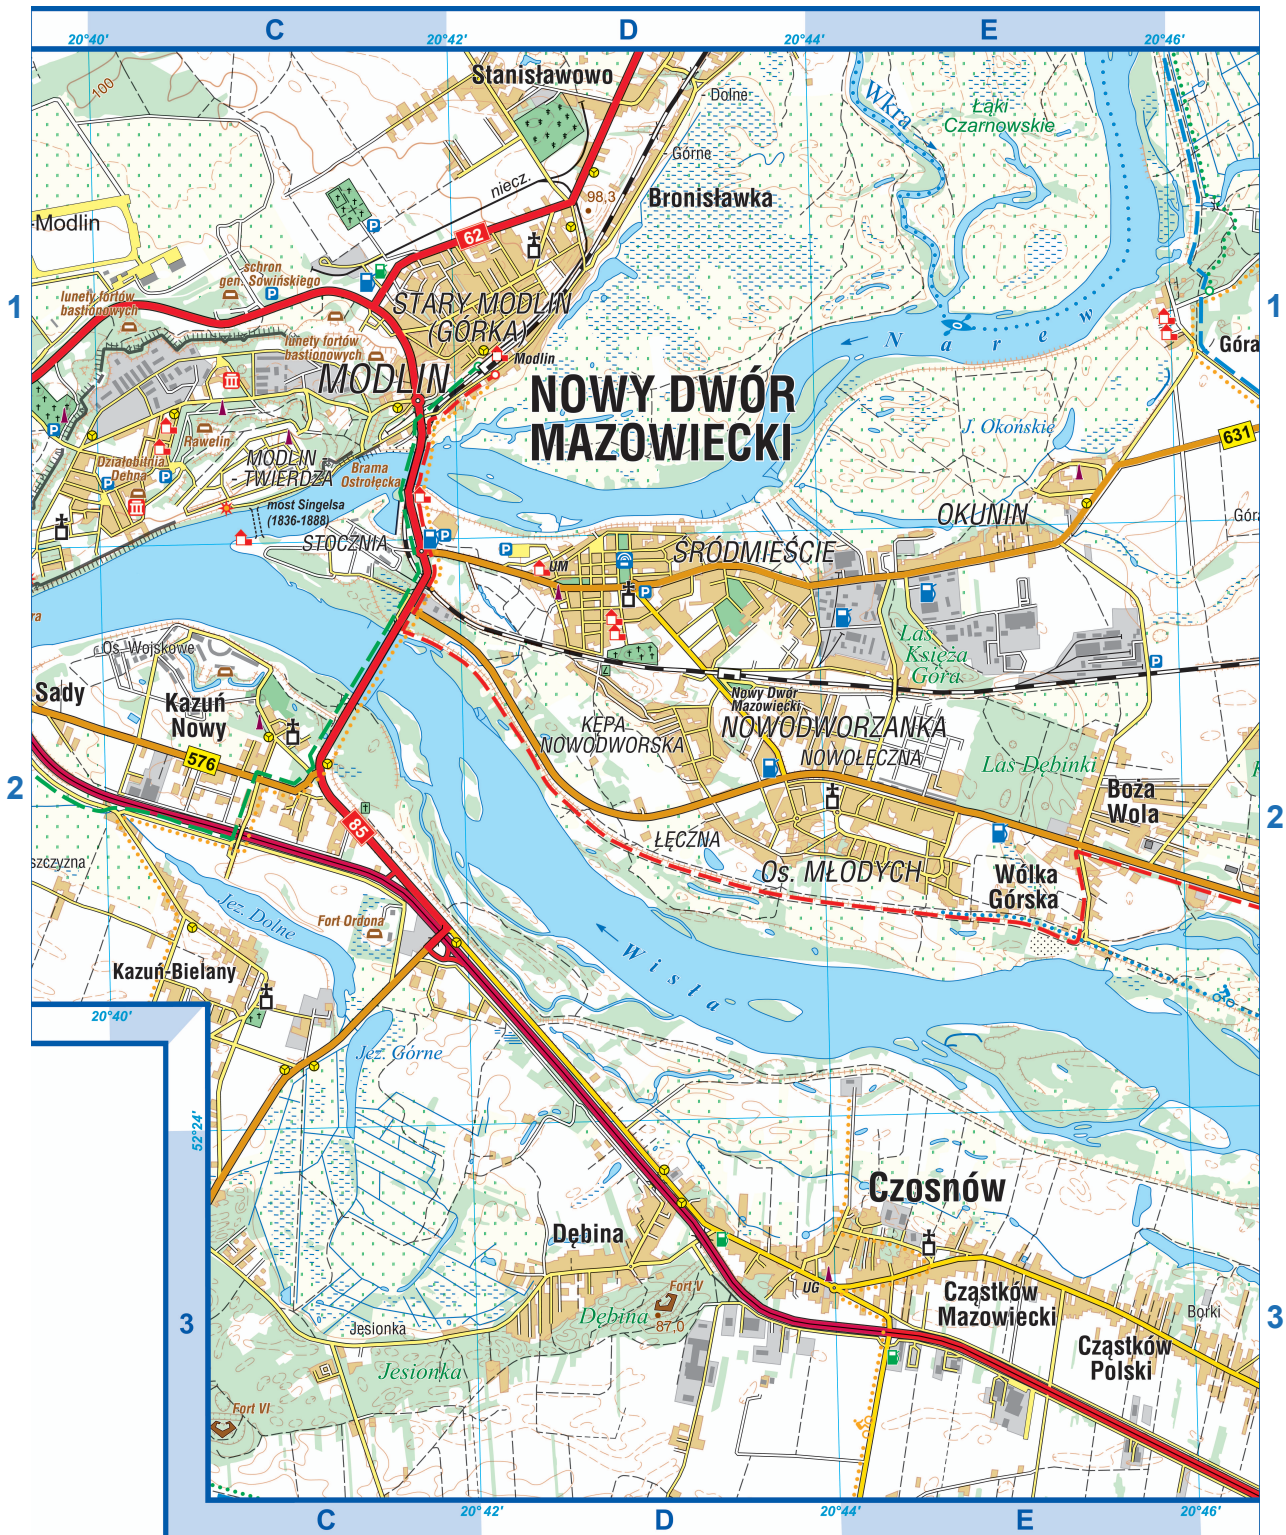 C
D
E
20°40'
20°42'
20°44'
20°46'
100
Stanisławowo
Dolne
Wkra
Łąki
Czarnowskie
niecz.
Górne
98,3
Bronisławka
Modlin
62
schron
gen. Sowińskiego
lunety fortów
bastionowych
STARY MODLIN
(GÓRKA)
lunety fortów
bastionowych
1
1
Narew
Góra
Modlin
MODLIN
NOWY DWÓR
MAZOWIECKI
J. Okońskie
631
Rawelin
MODLIN -
- TWIERDZA
Działobitnia
Dehna
Brama
Ostrołęcka
most Singelsa
(1836-1888)
STOCZNIA
OKUNIN
Góra
ŚRÓDMIEŚCIE
UM
Las
Księża
Góra
Os. Wojskowe
Sady
Kazuń
Nowy
Nowy Dwór
Mazowiecki
KĘPA
NOWODWORSKA
NOWODWORZANKA
NOWOŁĘCZNA
576
Las Dębinki
Boża
Wola
2
2
85
ŁĘCZNA
Os. MŁODYCH
Wólka
Górska
szczyzna
Jez. Dolne
Fort Ordona
Wisła
Kazuń-Bielany
20°40'
Jez. Górne
52°24'
Czosnów
Dębina
Fort V
UG
Cząstków
Mazowiecki
Dębina
87,0
Borki
3
3
Jesionka
Cząstków
Polski
Jesionka
Fort VI
20°42'
20°44'
20°46'
C
D
E